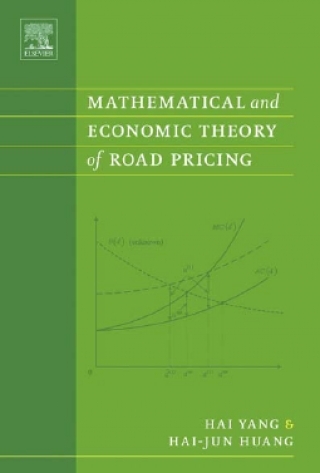 ELSEVIER
MATHEMATICAL and
ECONOMIC THEORY
of ROAD PRICING
HAI YANG &
HAI-JUN HUANG